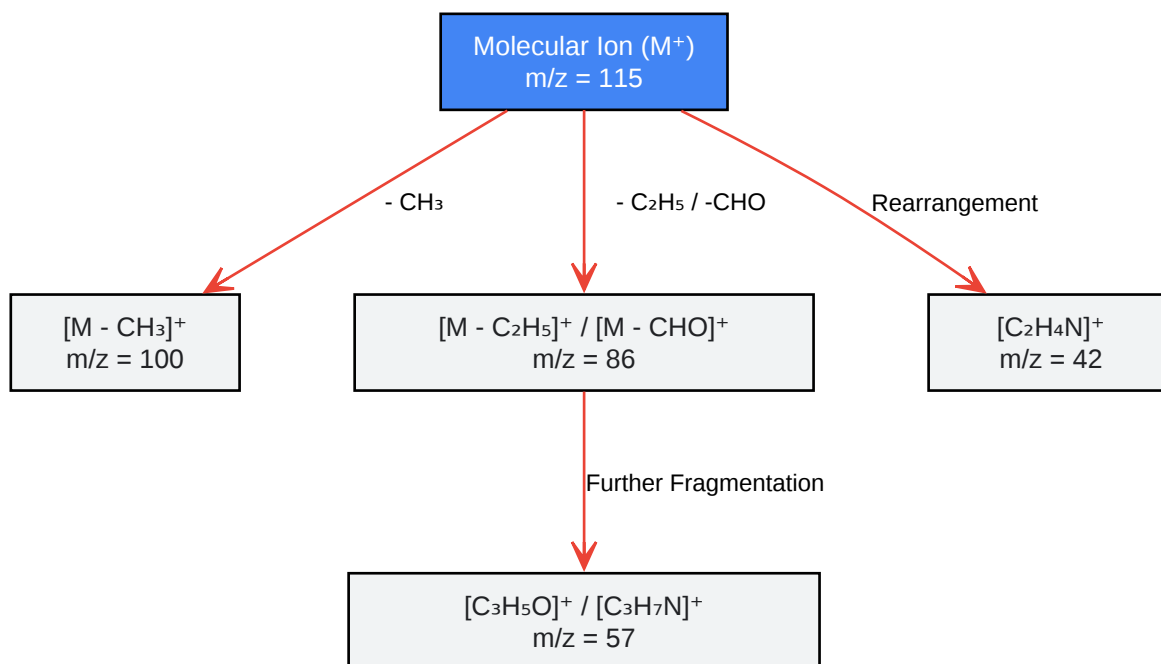 Molecular Ion (M⁺)
m/z = 115
- CH₃
- C₂H₅ / -CHO
Rearrangement
[M - CH₃]⁺
m/z = 100
[M - C₂H₅]⁺ / [M - CHO]⁺
m/z = 86
[C₂H₄N]⁺
m/z = 42
Further Fragmentation
[C₃H₅O]⁺ / [C₃H₇N]⁺
m/z = 57